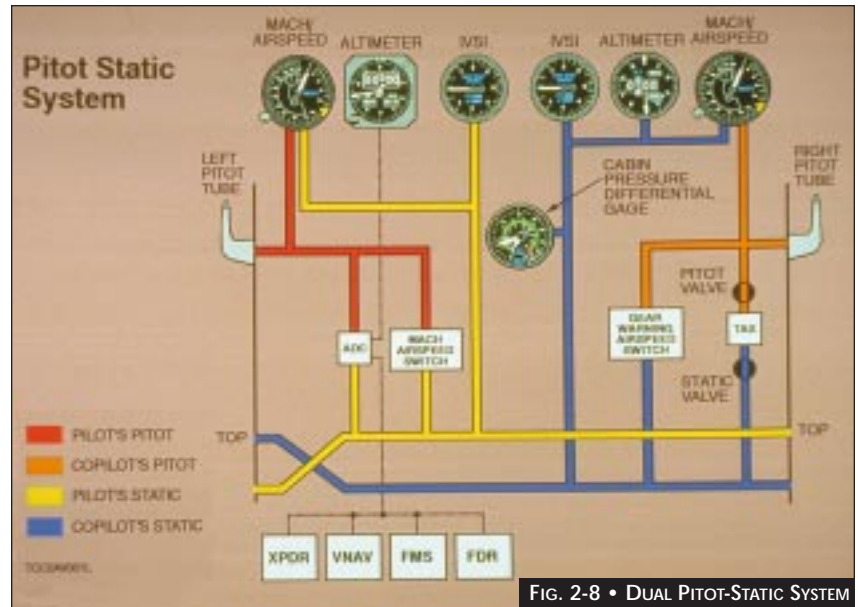 Pitot Static
System
MACH/
AIRSPEED
ALTIMETER
IVSI
IVSI
ALTIMETER
MACH/
AIRSPEED
LEFT
PITOT
TUBE
CABIN
PRESSURE
DIFFERENTIAL
GAGE
RIGHT
PITOT
TUBE
PITOT
VALVE
ADC
MACH
AIRSPEED
SWITCH
GEAR
WARNING
AIRSPEED
SWITCH
TAS
STATIC
VALVE
TOP
TOP
PILOT'S PITOT
COPILOT'S PITOT
PILOT'S STATIC
COPILOT'S STATIC
XPDR
VNAV
FMS
FDR
FIG. 2-8 • DUAL PITOT-STATIC SYSTEM